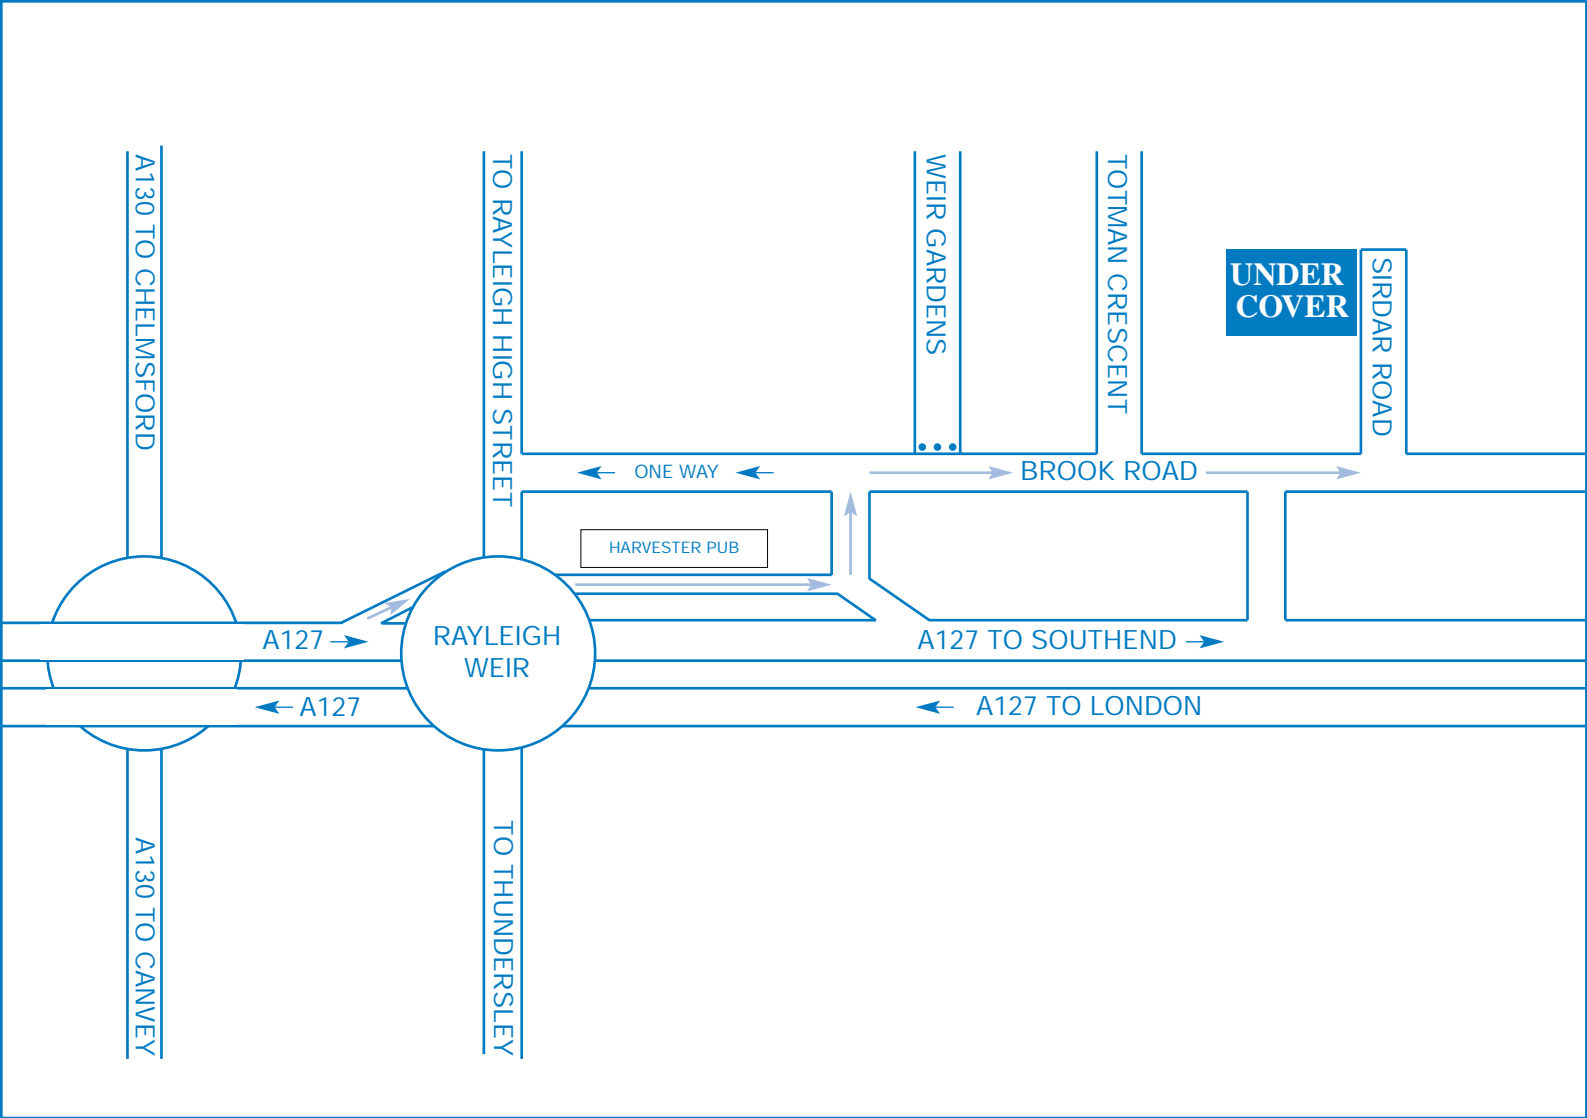 A130 TO CHELMSFORD
TO RAYLEIGH HIGH STREET
WEIR GARDENS
TOTMAN CRESCENT
UNDER
COVER
SIRDAR ROAD
ONE WAY
BROOK ROAD
HARVESTER PUB
A127
RAYLEIGH
WEIR
A127 TO SOUTHEND
A127
A127 TO LONDON
A130 TO CANVEY
TO THUNDERSLEY